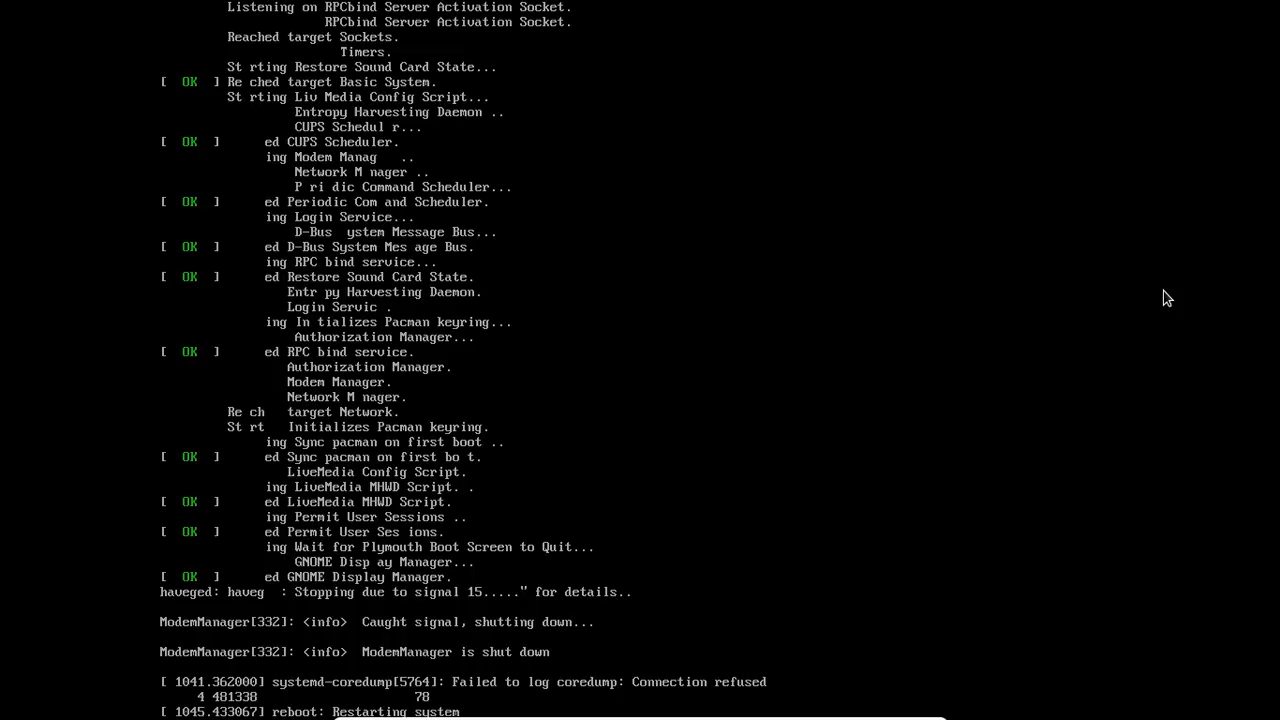 Listening on RPCbind Server Activation Socket.
RPCbind Server Activation Socket.
Reached target Sockets.
Timers.
St rting Restore Sound Card State...
[  OK  ] Re ched target Basic System.
St rting Liv Media Config Script...
Entropy Harvesting Daemon ..
CUPS Schedul r...
[  OK  ]      ed CUPS Scheduler.
ing Modem Manag   ..
Network M nager ..
P ri dic Command Scheduler...
[  OK  ]      ed Periodic Com and Scheduler.
ing Login Service...
D-Bus  ystem Message Bus...
[  OK  ]      ed D-Bus System Mes age Bus.
ing RPC bind service...
[  OK  ]      ed Restore Sound Card State.
Entr py Harvesting Daemon.
Login Servic .
ing In tializes Pacman keyring...
Authorization Manager...
[  OK  ]      ed RPC bind service.
Authorization Manager.
Modem Manager.
Network M nager.
Re ch   target Network.
St rt   Initializes Pacman keyring.
ing Sync pacman on first boot ..
[  OK  ]      ed Sync pacman on first bo t.
LiveMedia Config Script.
ing LiveMedia MHWD Script. .
[  OK  ]      ed LiveMedia MHWD Script.
ing Permit User Sessions ..
[  OK  ]      ed Permit User Ses ions.
ing Wait for Plymouth Boot Screen to Quit...
GNOME Disp ay Manager...
[  OK  ]      ed GNOME Display Manager.
haveged: haveg  : Stopping due to signal 15....." for details..
ModemManager[332]: <info>  Caught signal, shutting down...
ModemManager[332]: <info>  ModemManager is shut down
[ 1041.362000] systemd-coredump[5764]: Failed to log coredump: Connection refused
4 481338                     78
[ 1045.433067] reboot: Restarting system